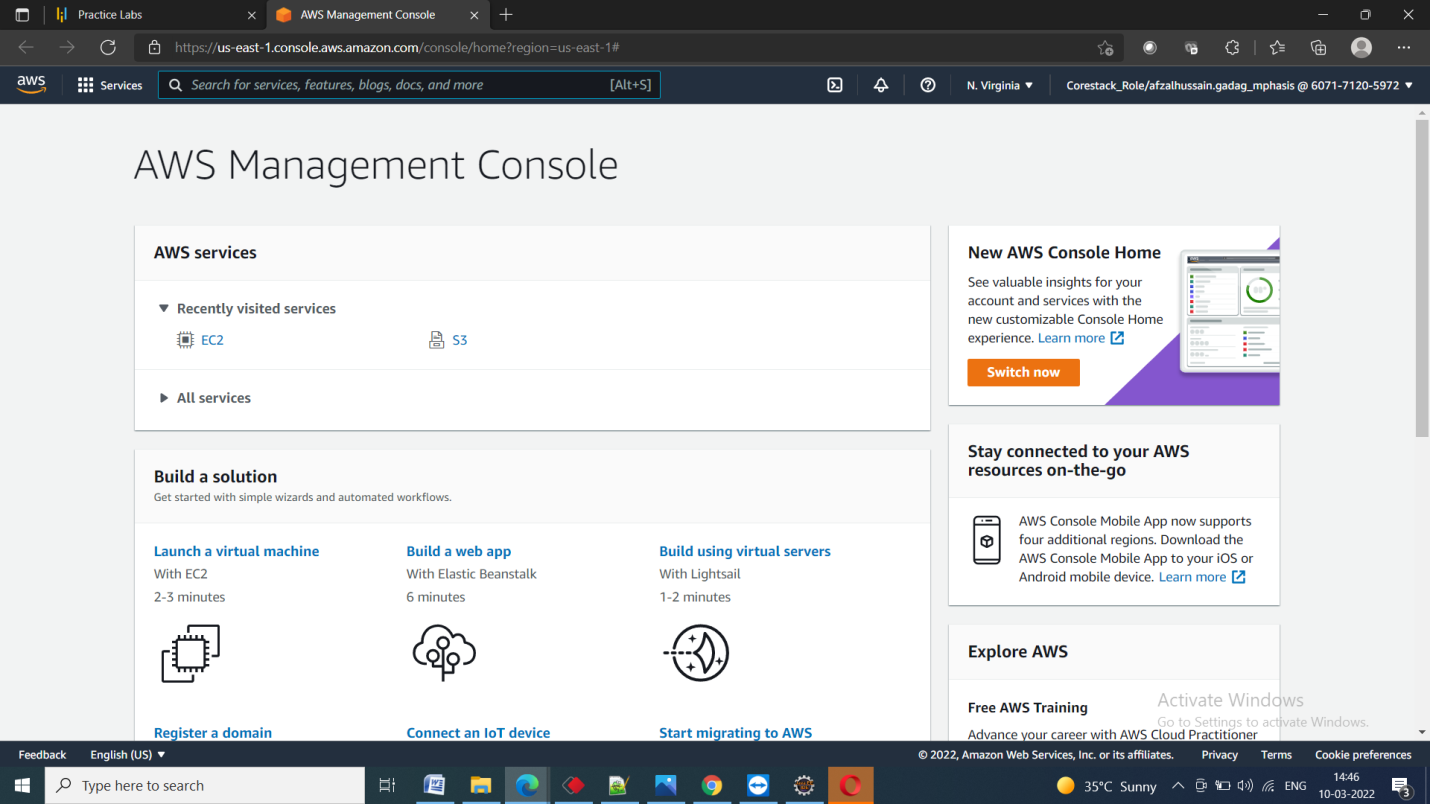 Practice Labs
AWS Management Console
https://us-east-1.console.aws.amazon.com/console/home?region=us-east-1#
aws
Services
Search for services, features, blogs, docs, and more
[Alt+S]
N. Virginia
Corestack_Role/afzalhussain.gadag_mphasis @ 6071-7120-5972
AWS Management Console
AWS services
Recently visited services
EC2
S3
All services
Build a solution
Get started with simple wizards and automated workflows.
Launch a virtual machine
With EC2
2-3 minutes
Build a web app
With Elastic Beanstalk
6 minutes
Build using virtual servers
With Lightsail
1-2 minutes
Register a domain
Connect an IoT device
Start migrating to AWS
New AWS Console Home
See valuable insights for your
account and services with the
new customizable Console Home
experience. Learn more
Switch now
Stay connected to your AWS
resources on-the-go
AWS Console Mobile App now supports
four additional regions. Download the
AWS Console Mobile App to your iOS or
Android mobile device. Learn more
Explore AWS
Free AWS Training
Advance your career with AWS Cloud Practitioner
Activate Windows
Go to Settings to activate Windows.
Feedback
English (US)
© 2022, Amazon Web Services, Inc. or its affiliates.
Privacy
Terms
Cookie preferences
Type here to search
35°C Sunny
ENG
14:46
10-03-2022
3